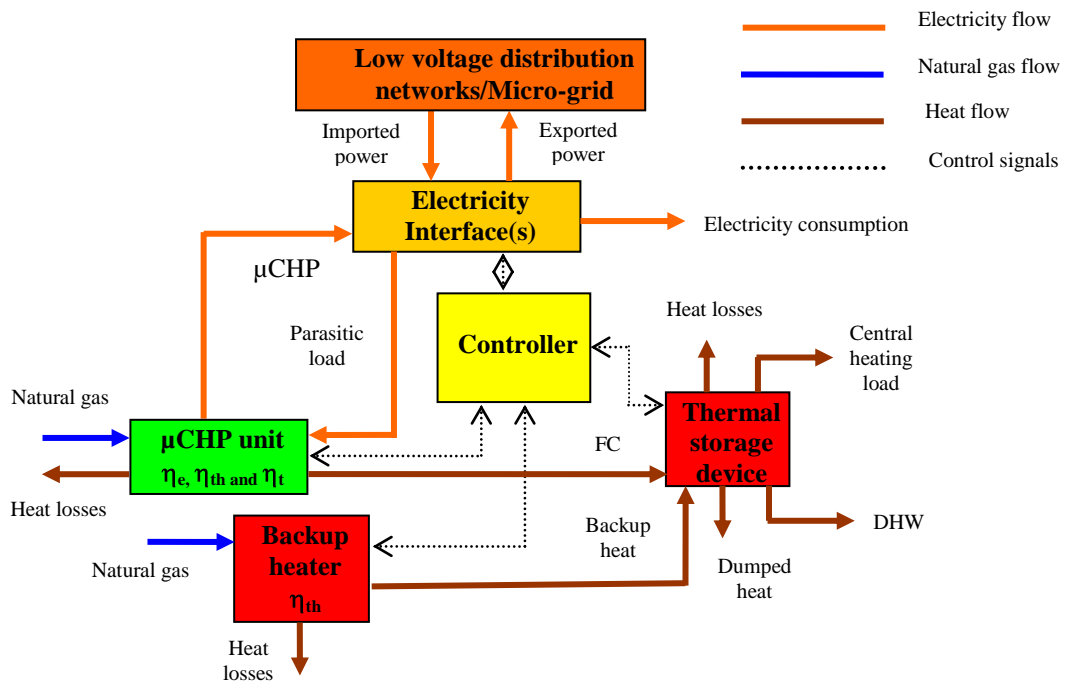 Electricity flow
Low voltage distribution
networks/Micro-grid
Natural gas flow
Heat flow
Imported
power
Exported
power
Control signals
Electricity
Interface(s)
Electricity consumption
µCHP
Parasitic
load
Controller
Heat losses
Central
heating
load
Natural gas
µCHP unit
ηe, ηth and ηt
FC
Thermal
storage
device
Heat losses
Backup
heater
ηth
Natural gas
Backup
heat
DHW
Dumped
heat
Heat
losses